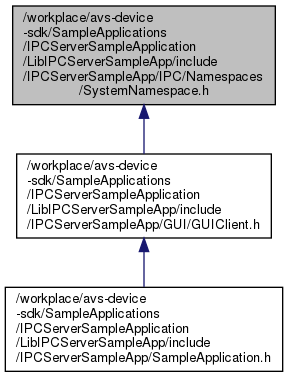 /workplace/avs-device
-sdk/SampleApplications
/IPCServerSampleApplication
/LibIPCServerSampleApp/include
/IPCServerSampleApp/IPC/Namespaces
/SystemNamespace.h
/workplace/avs-device
-sdk/SampleApplications
/IPCServerSampleApplication
/LibIPCServerSampleApp/include
/IPCServerSampleApp/GUI/GUIClient.h
/workplace/avs-device
-sdk/SampleApplications
/IPCServerSampleApplication
/LibIPCServerSampleApp/include
/IPCServerSampleApp/SampleApplication.h